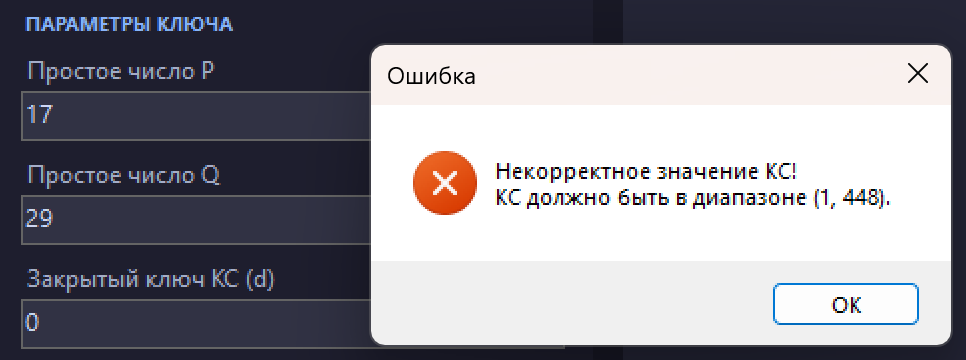 ПАРАМЕТРЫ КЛЮЧА
Простое число P
17
Простое число Q
29
Закрытый ключ КС (d)
0
Ошибка
Некорректное значение КС!
КС должно быть в диапазоне (1, 448).
ОК